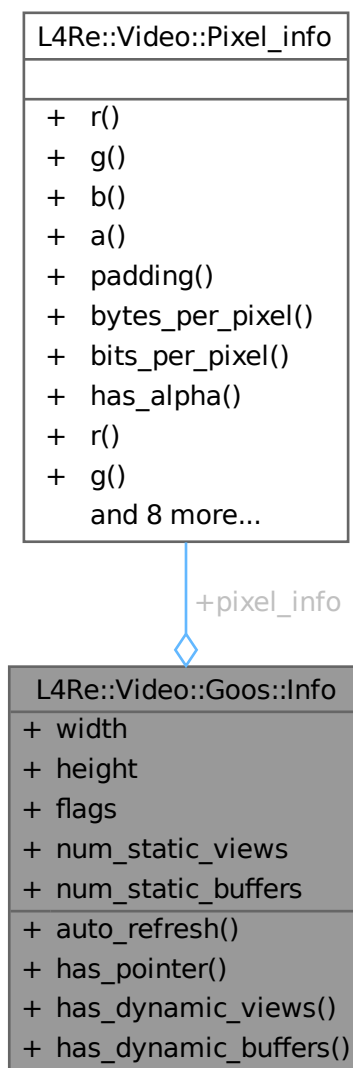 L4Re::Video::Pixel_info
+ r()
+ g()
+ b()
+ a()
+ padding()
+ bytes_per_pixel()
+ bits_per_pixel()
+ has_alpha()
+ r()
+ g()
and 8 more...
+pixel_info
L4Re::Video::Goos::Info
+ width
+ height
+ flags
+ num_static_views
+ num_static_buffers
+ auto_refresh()
+ has_pointer()
+ has_dynamic_views()
+ has_dynamic_buffers()